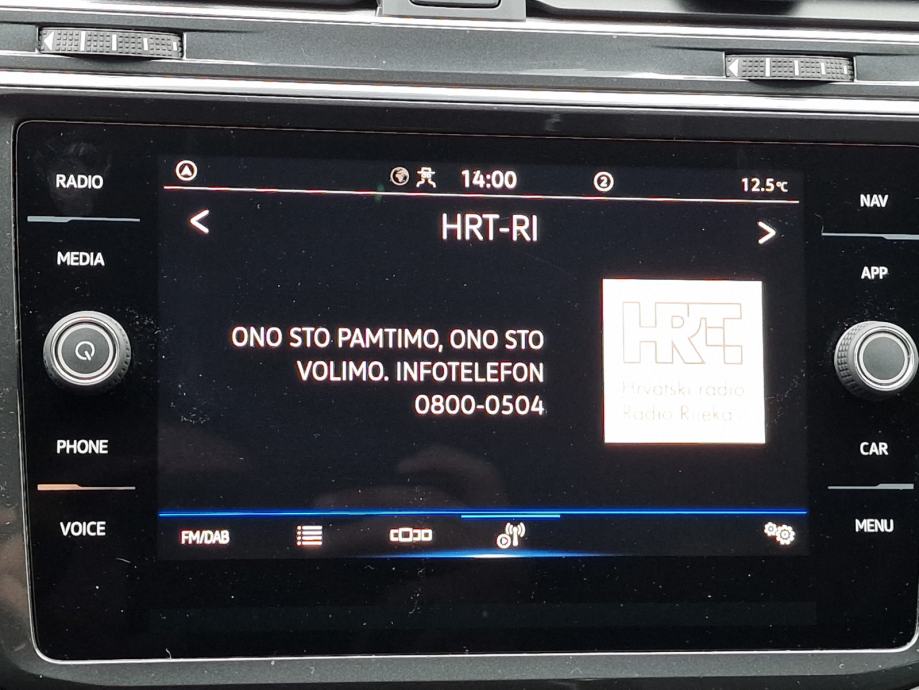 RADIO
MEDIA
PHONE
VOICE
14:00
2
12.5°C
<
HRT-RI
>
ONO STO PAMTIMO, ONO STO
VOLIMO. INFOTELEFON
0800-0504
HRT
Hrvatski radio
Radio Rijeka
FM/DAB
NAV
APP
CAR
MENU